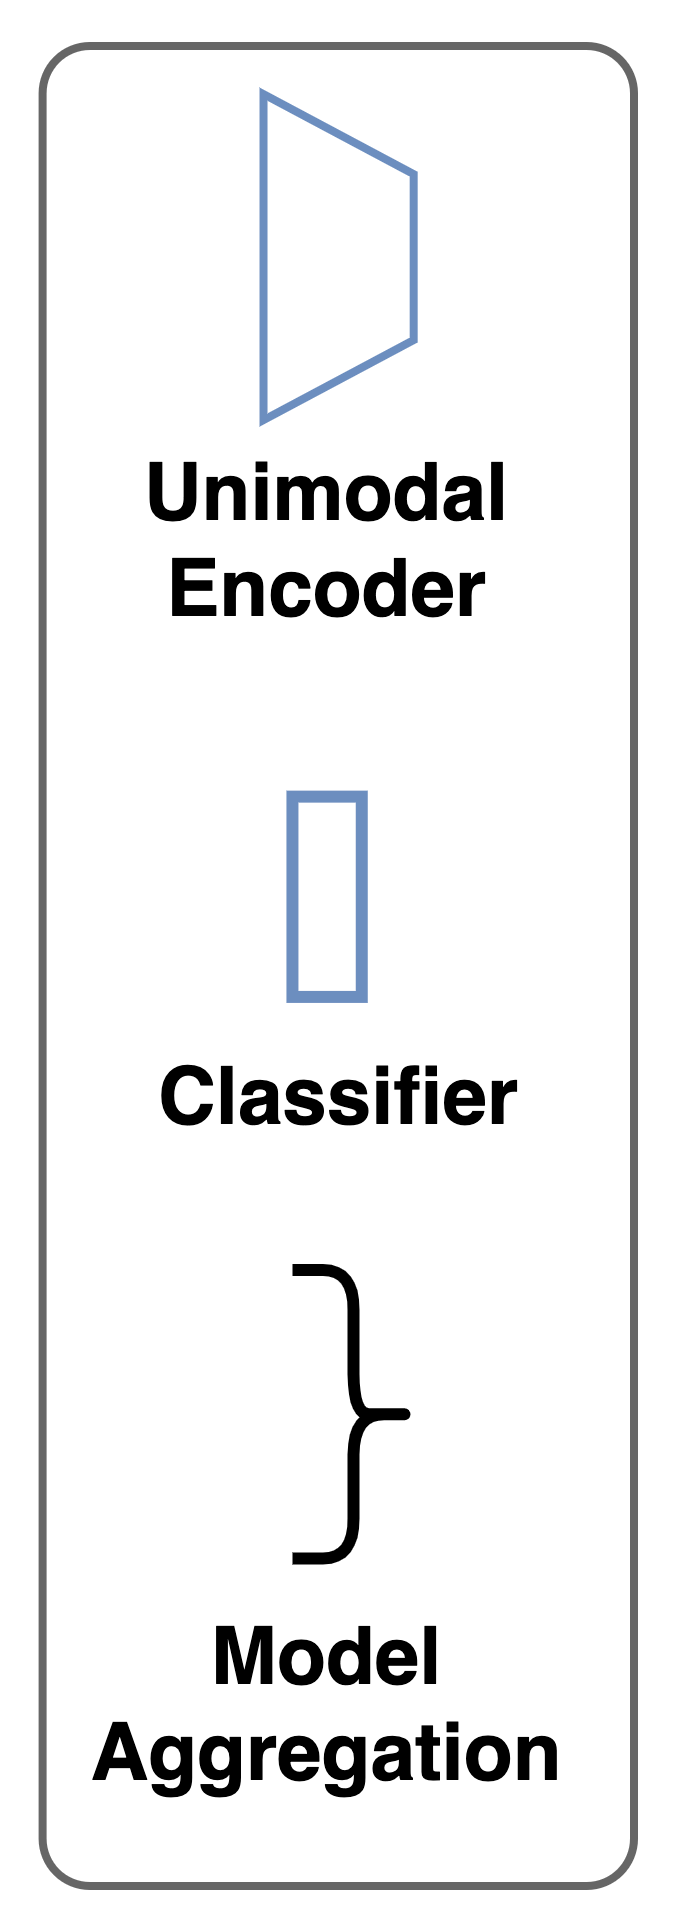 Unimodal
Encoder
Classifier
Model
Aggregation